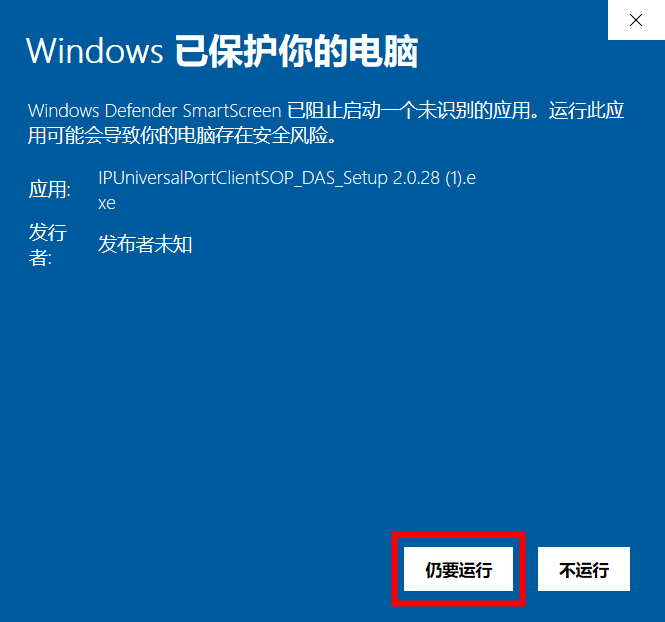 Windows 已保护你的电脑
Windows Defender SmartScreen 已阻止启动一个未识别的应用。运行此应
用可能会导致你的电脑存在安全风险。
应用:
IPUniversalPortClientSOP_DAS_Setup 2.0.28 (1).e
xe
发行
者:
发布者未知
仍要运行
不运行